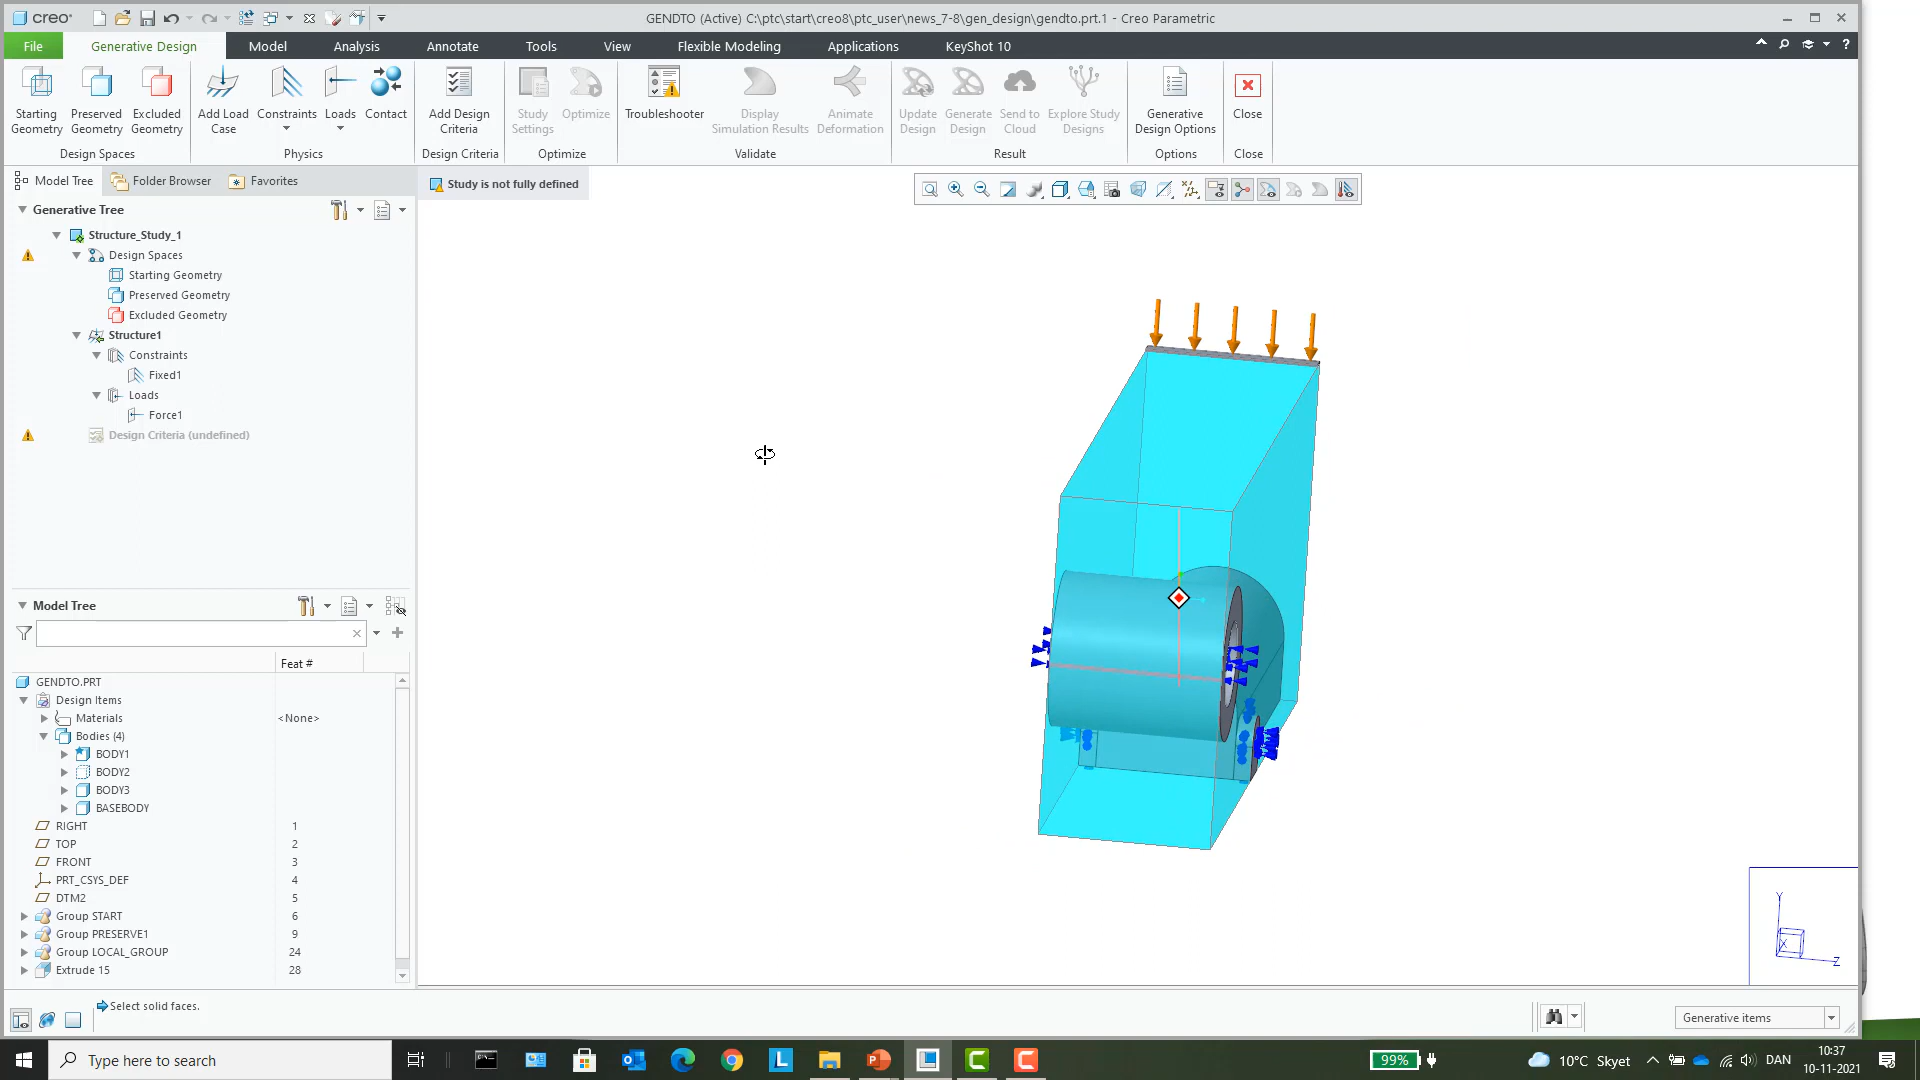 creo
GENDTO (Active) C:\ptc\start\creo8\ptc_user\news_7-8\gen_design\gendto.prt.1 - Creo Parametric
File
Generative Design
Model
Analysis
Annotate
Tools
View
Flexible Modeling
Applications
KeyShot 10
Starting Geometry
Preserved Geometry
Excluded Geometry
Add Load Case
Constraints
Loads
Contact
Add Design Criteria
Study Settings
Optimize
Troubleshooter
Display Simulation Results
Animate Deformation
Update Design
Generate Design
Send to Cloud
Explore Study Designs
Generative Design Options
Close
Design Spaces
Physics
Design Criteria
Optimize
Validate
Result
Options
Close
Model Tree
Folder Browser
Favorites
Study is not fully defined
Generative Tree
Structure_Study_1
Design Spaces
Starting Geometry
Preserved Geometry
Excluded Geometry
Structure1
Constraints
Fixed1
Loads
Force1
Design Criteria (undefined)
Model Tree
Feat #
GENDTO.PRT
Design Items
Materials <None>
Bodies (4)
BODY1
BODY2
BODY3
BASEBODY
RIGHT 1
TOP 2
FRONT 3
PRT_CSYS_DEF 4
DTM2 5
Group START 6
Group PRESERVE1 9
Group LOCAL_GROUP 24
Extrude 15 28
Y
X
Z
Select solid faces.
Generative items
Type here to search
L
99%
10°C Skyet
DAN
10:37
10-11-2021